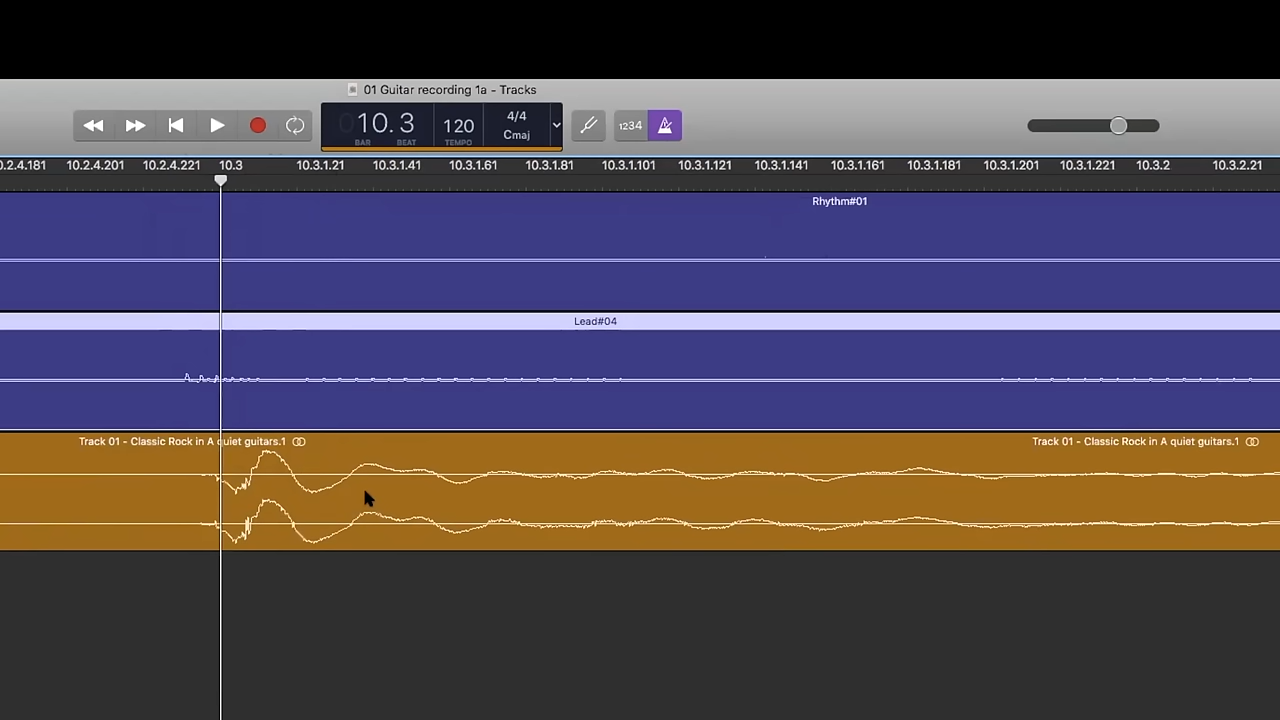 01 Guitar recording 1a - Tracks
010.3 120 4/4 Cmaj
BAR BEAT TEMPO
1234
0.2.4.181 10.2.4.201 10.2.4.221 10.3 10.3.1.21 10.3.1.41 10.3.1.61 10.3.1.81 10.3.1.101 10.3.1.121 10.3.1.141 10.3.1.161 10.3.1.181 10.3.1.201 10.3.1.221 10.3.2 10.3.2.21
Rhythm#01
Lead#04
Track 01 - Classic Rock in A quiet guitars.1 Track 01 - Classic Rock in A quiet guitars.1